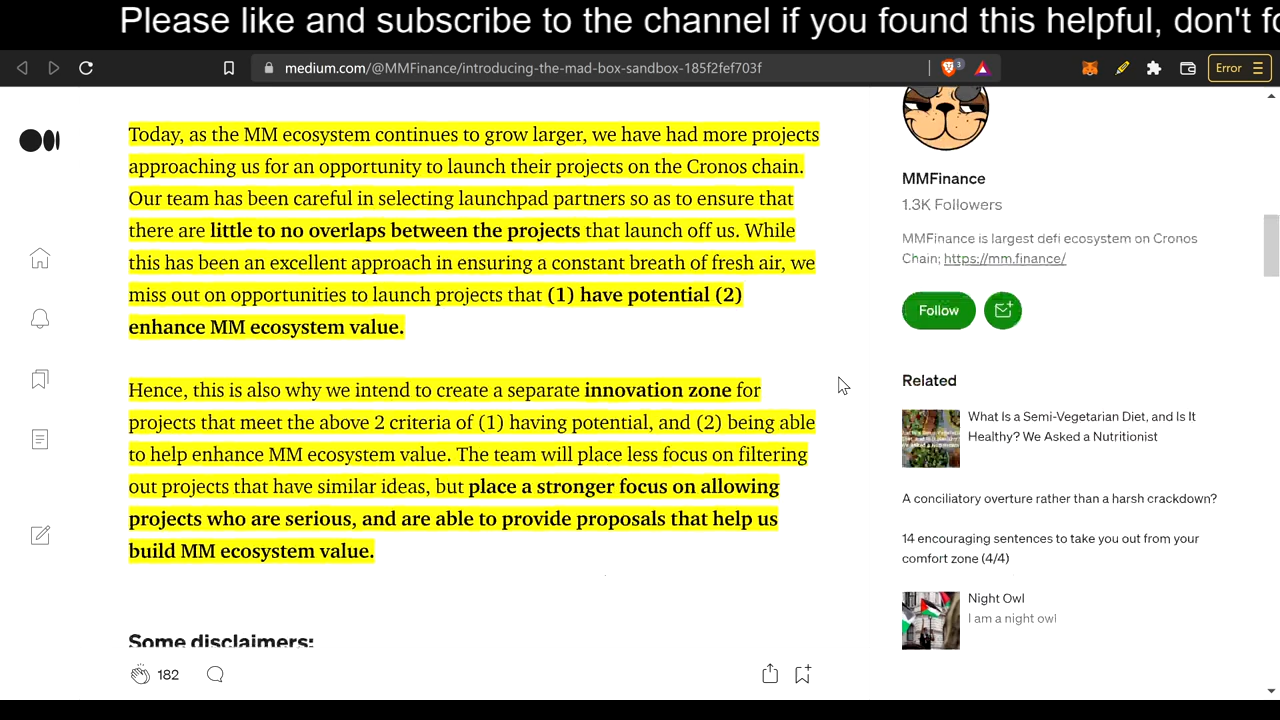 Please like and subscribe to the channel if you found this helpful, don't fo
medium.com/@MMFinance/introducing-the-mad-box-sandbox-185f2fef703f
3
Error
Today, as the MM ecosystem continues to grow larger, we have had more projects
approaching us for an opportunity to launch their projects on the Cronos chain.
Our team has been careful in selecting launchpad partners so as to ensure that
there are little to no overlaps between the projects that launch off us. While
this has been an excellent approach in ensuring a constant breath of fresh air, we
miss out on opportunities to launch projects that (1) have potential (2)
enhance MM ecosystem value.
Hence, this is also why we intend to create a separate innovation zone for
projects that meet the above 2 criteria of (1) having potential, and (2) being able
to help enhance MM ecosystem value. The team will place less focus on filtering
out projects that have similar ideas, but place a stronger focus on allowing
projects who are serious, and are able to provide proposals that help us
build MM ecosystem value.
Some disclaimers:
182
MMFinance
1.3K Followers
MMFinance is largest defi ecosystem on Cronos
Chain; https://mm.finance/
Follow
Related
What Is a Semi-Vegetarian Diet, and Is It
Healthy? We Asked a Nutritionist
A conciliatory overture rather than a harsh crackdown?
14 encouraging sentences to take you out from your
comfort zone (4/4)
Night Owl
I am a night owl